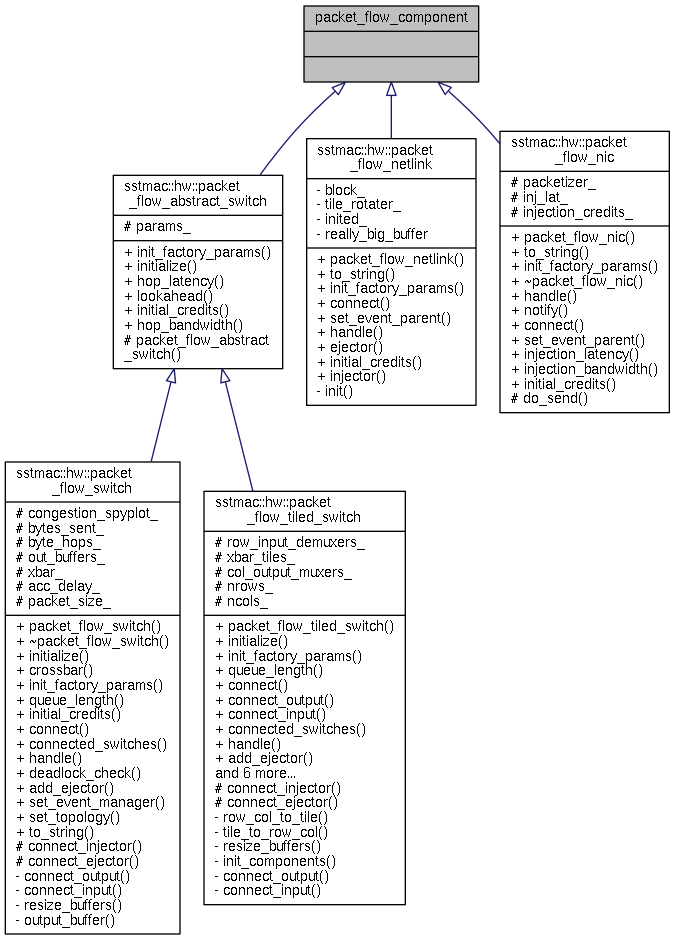 packet_flow_component
sstmac::hw::packet
_flow_abstract_switch
# params_
+ init_factory_params()
+ initialize()
+ hop_latency()
+ lookahead()
+ initial_credits()
+ hop_bandwidth()
# packet_flow_abstract
_switch()
sstmac::hw::packet
_flow_netlink
- block_
- tile_rotater_
- inited_
- really_big_buffer
+ packet_flow_netlink()
+ to_string()
+ init_factory_params()
+ connect()
+ set_event_parent()
+ handle()
+ ejector()
+ initial_credits()
+ injector()
- init()
sstmac::hw::packet
_flow_nic
# packetizer_
# inj_lat_
# injection_credits_
+ packet_flow_nic()
+ to_string()
+ init_factory_params()
+ ~packet_flow_nic()
+ handle()
+ notify()
+ connect()
+ set_event_parent()
+ injection_latency()
+ injection_bandwidth()
+ initial_credits()
# do_send()
sstmac::hw::packet
_flow_switch
# congestion_spyplot_
# bytes_sent_
# byte_hops_
# out_buffers_
# xbar_
# acc_delay_
# packet_size_
+ packet_flow_switch()
+ ~packet_flow_switch()
+ initialize()
+ crossbar()
+ init_factory_params()
+ queue_length()
+ initial_credits()
+ connect()
+ connected_switches()
+ handle()
+ deadlock_check()
+ add_ejector()
+ set_event_manager()
+ set_topology()
+ to_string()
# connect_injector()
# connect_ejector()
- connect_output()
- connect_input()
- resize_buffers()
- output_buffer()
sstmac::hw::packet
_flow_tiled_switch
# row_input_demuxers_
# xbar_tiles_
# col_output_muxers_
# nrows_
# ncols_
+ packet_flow_tiled_switch()
+ initialize()
+ init_factory_params()
+ queue_length()
+ connect()
+ connect_output()
+ connect_input()
+ connected_switches()
+ handle()
+ add_ejector()
and 6 more...
# connect_injector()
# connect_ejector()
- row_col_to_tile()
- tile_to_row_col()
- resize_buffers()
- init_components()
- connect_output()
- connect_input()